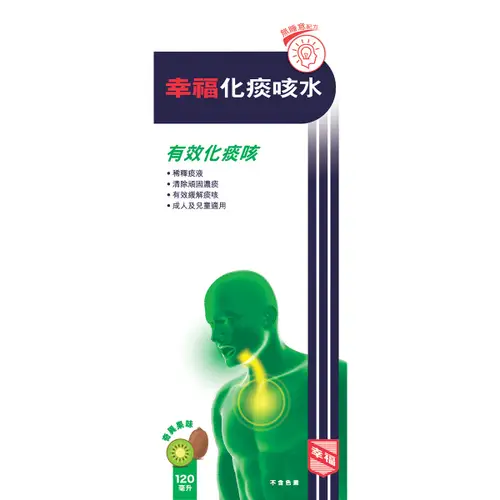 無睡意配方
幸福化痰咳水
有效化痰咳
• 稀釋痰液
• 清除頑固濃痰
• 有效緩解痰咳
• 成人及兒童適用
奇異果味
120
毫升
不含色素
幸福